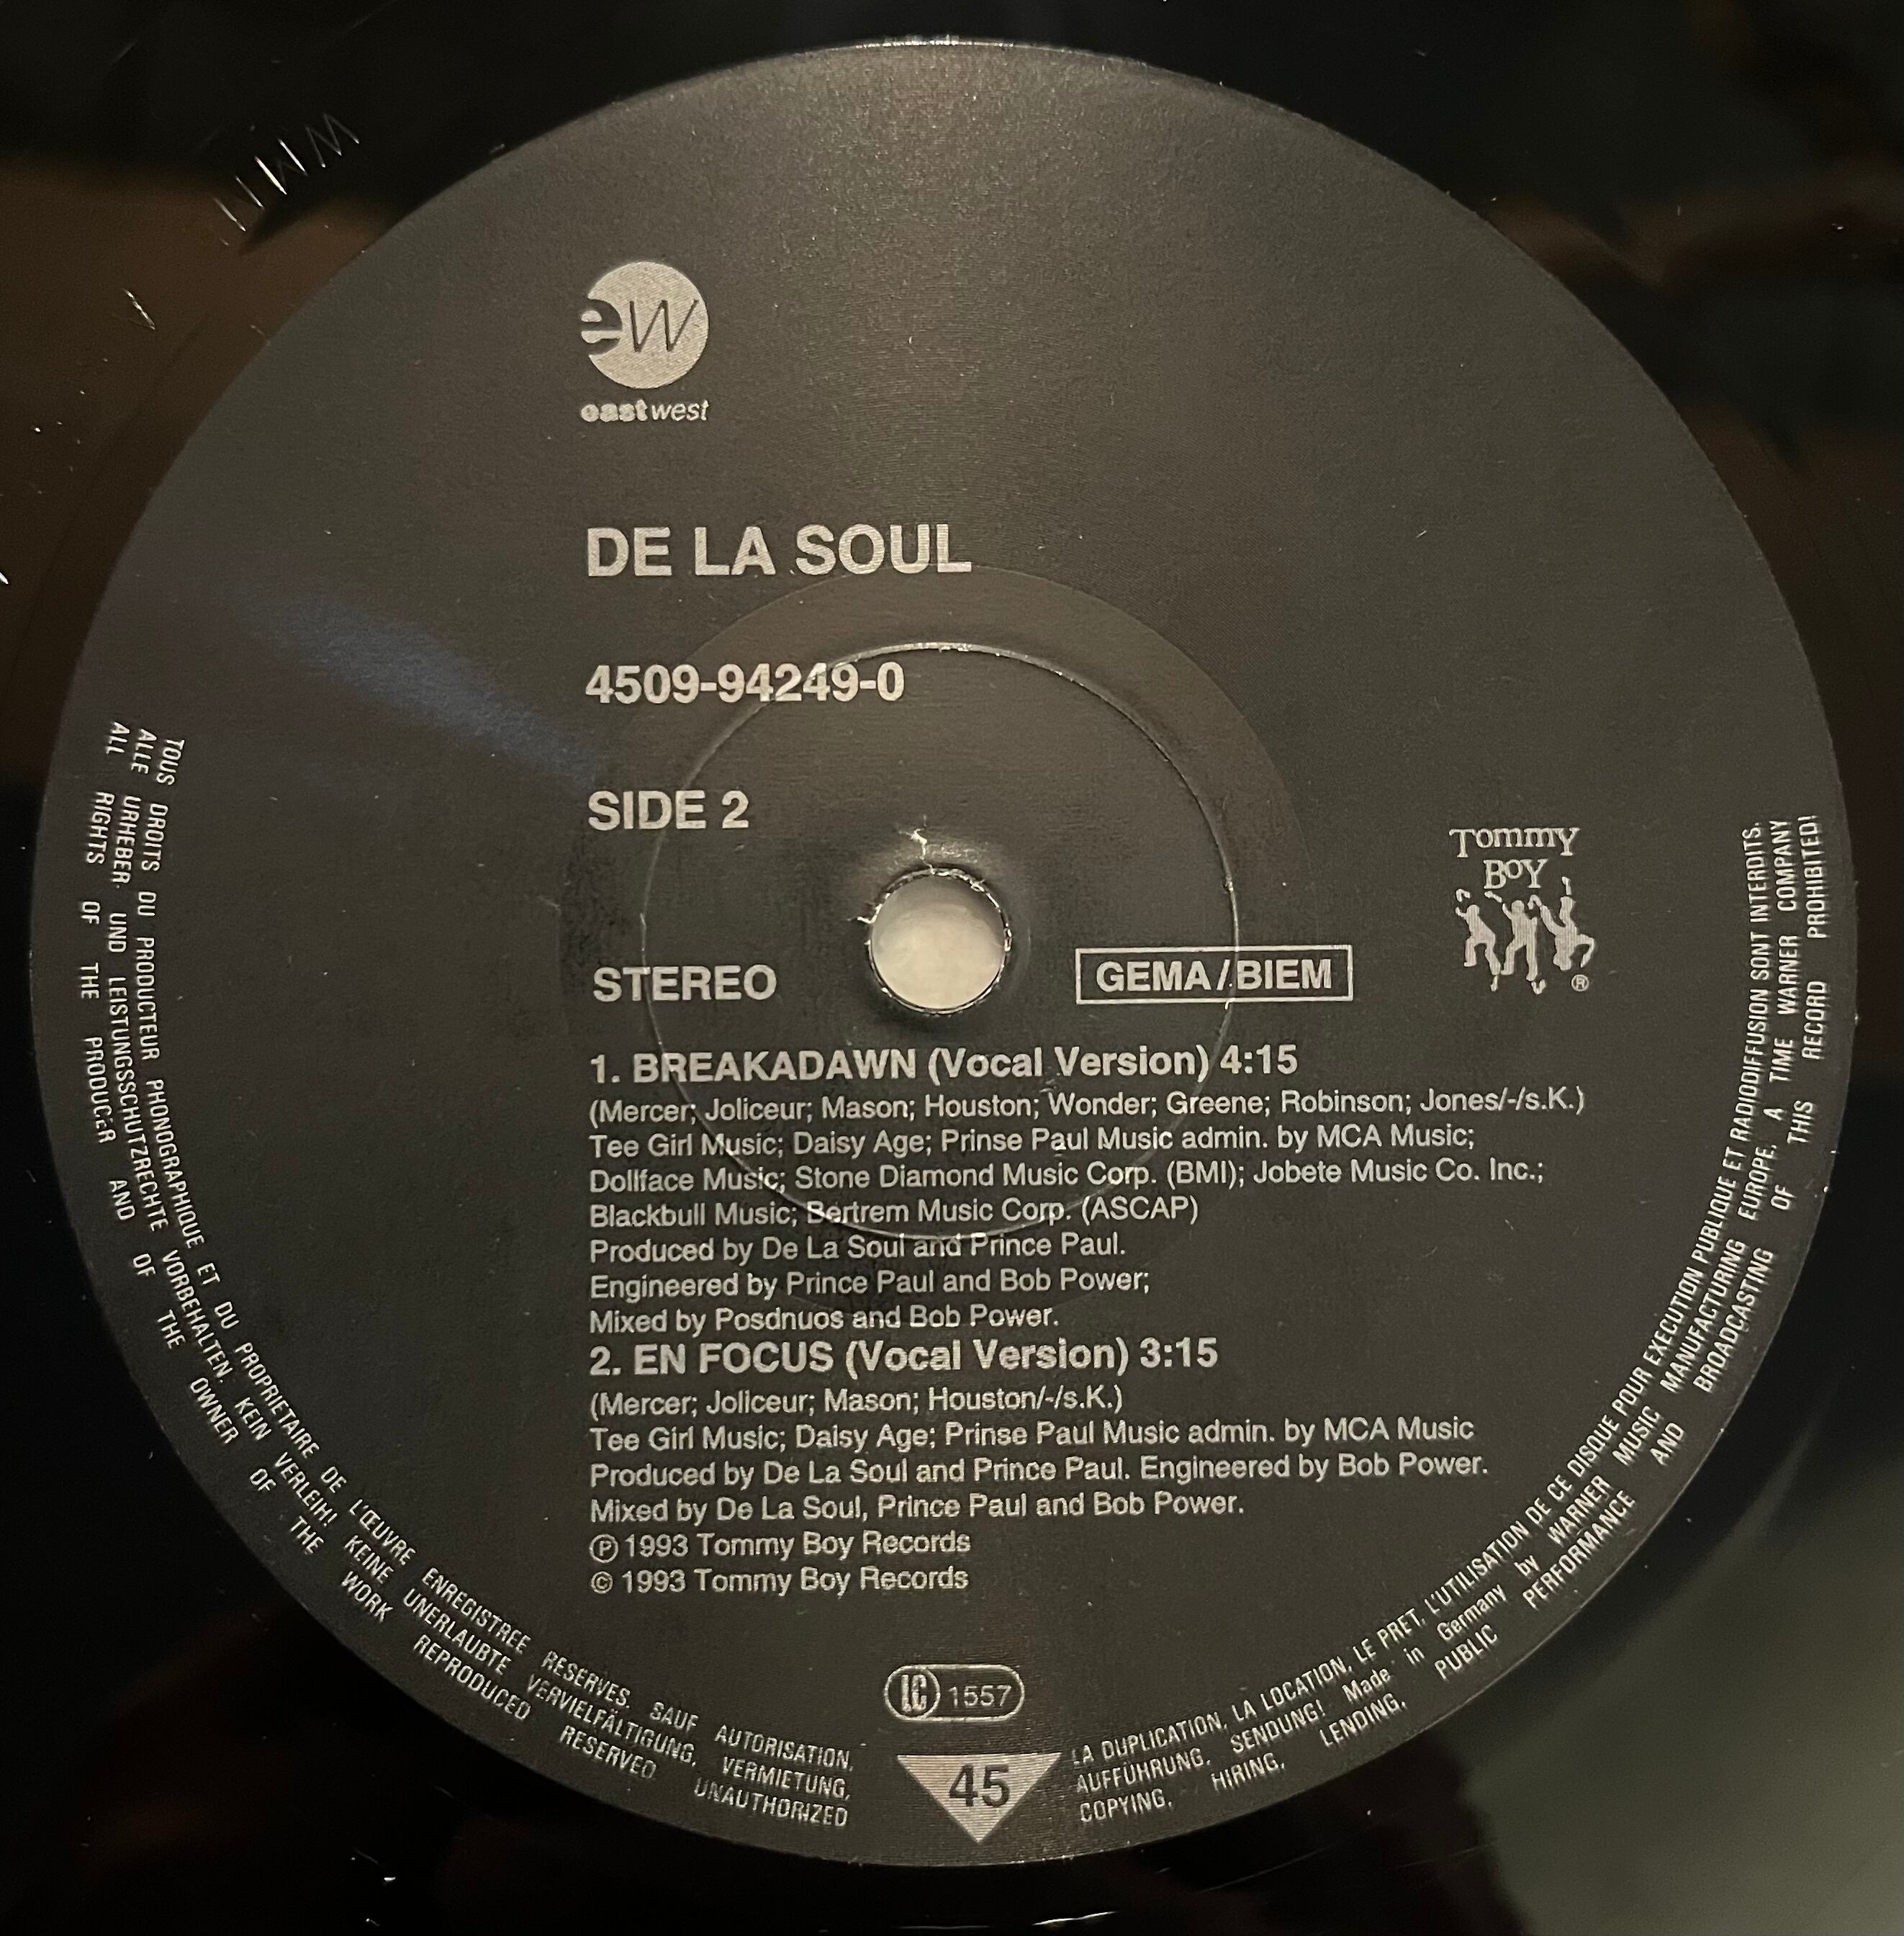 ew
eastwest
DE LA SOUL
4509-94249-0
SIDE 2
Tommy
BOY
®
STEREO
GEMA/BIEM
1. BREAKADAWN (Vocal Version) 4:15
(Mercer; Joliceur; Mason; Houston; Wonder; Greene; Robinson; Jones/-/s.K.)
Tee Girl Music; Daisy Age; Prinse Paul Music admin. by MCA Music;
Dollface Music; Stone Diamond Music Corp. (BMI); Jobete Music Co. Inc.;
Blackbull Music; Bertrem Music Corp. (ASCAP)
Produced by De La Soul and Prince Paul.
Engineered by Prince Paul and Bob Power;
Mixed by Posdnuos and Bob Power.
2. EN FOCUS (Vocal Version) 3:15
(Mercer; Joliceur; Mason; Houston/-/s.K.)
Tee Girl Music; Daisy Age; Prinse Paul Music admin. by MCA Music
Produced by De La Soul and Prince Paul. Engineered by Bob Power.
Mixed by De La Soul, Prince Paul and Bob Power.
Ⓟ 1993 Tommy Boy Records
© 1993 Tommy Boy Records
LC 1557
45
TOUS DROITS DU PRODUCTEUR PHONOGRAPHIQUE ET DU PROPRIETAIRE DE L'ŒUVRE ENREGISTREE RESERVES. SAUF AUTORISATION, LA DUPLICATION, LA LOCATION, LE PRET, L'UTILISATION DE CE DISQUE POUR EXECUTION PUBLIQUE ET RADIODIFFUSION SONT INTERDITS.
ALLE URHEBER- UND LEISTUNGSSCHUTZRECHTE VORBEHALTEN. KEIN VERLEIH! KEINE UNERLAUBTE VERVIELFÄLTIGUNG, VERMIETUNG, AUFFÜHRUNG, SENDUNG! Made in Germany by WARNER MUSIC MANUFACTURING EUROPE. A TIME WARNER COMPANY
ALL RIGHTS OF THE PRODUCER AND OF THE OWNER OF THE WORK REPRODUCED RESERVED. UNAUTHORIZED COPYING, HIRING, LENDING, PUBLIC PERFORMANCE AND BROADCASTING OF THIS RECORD PROHIBITED!